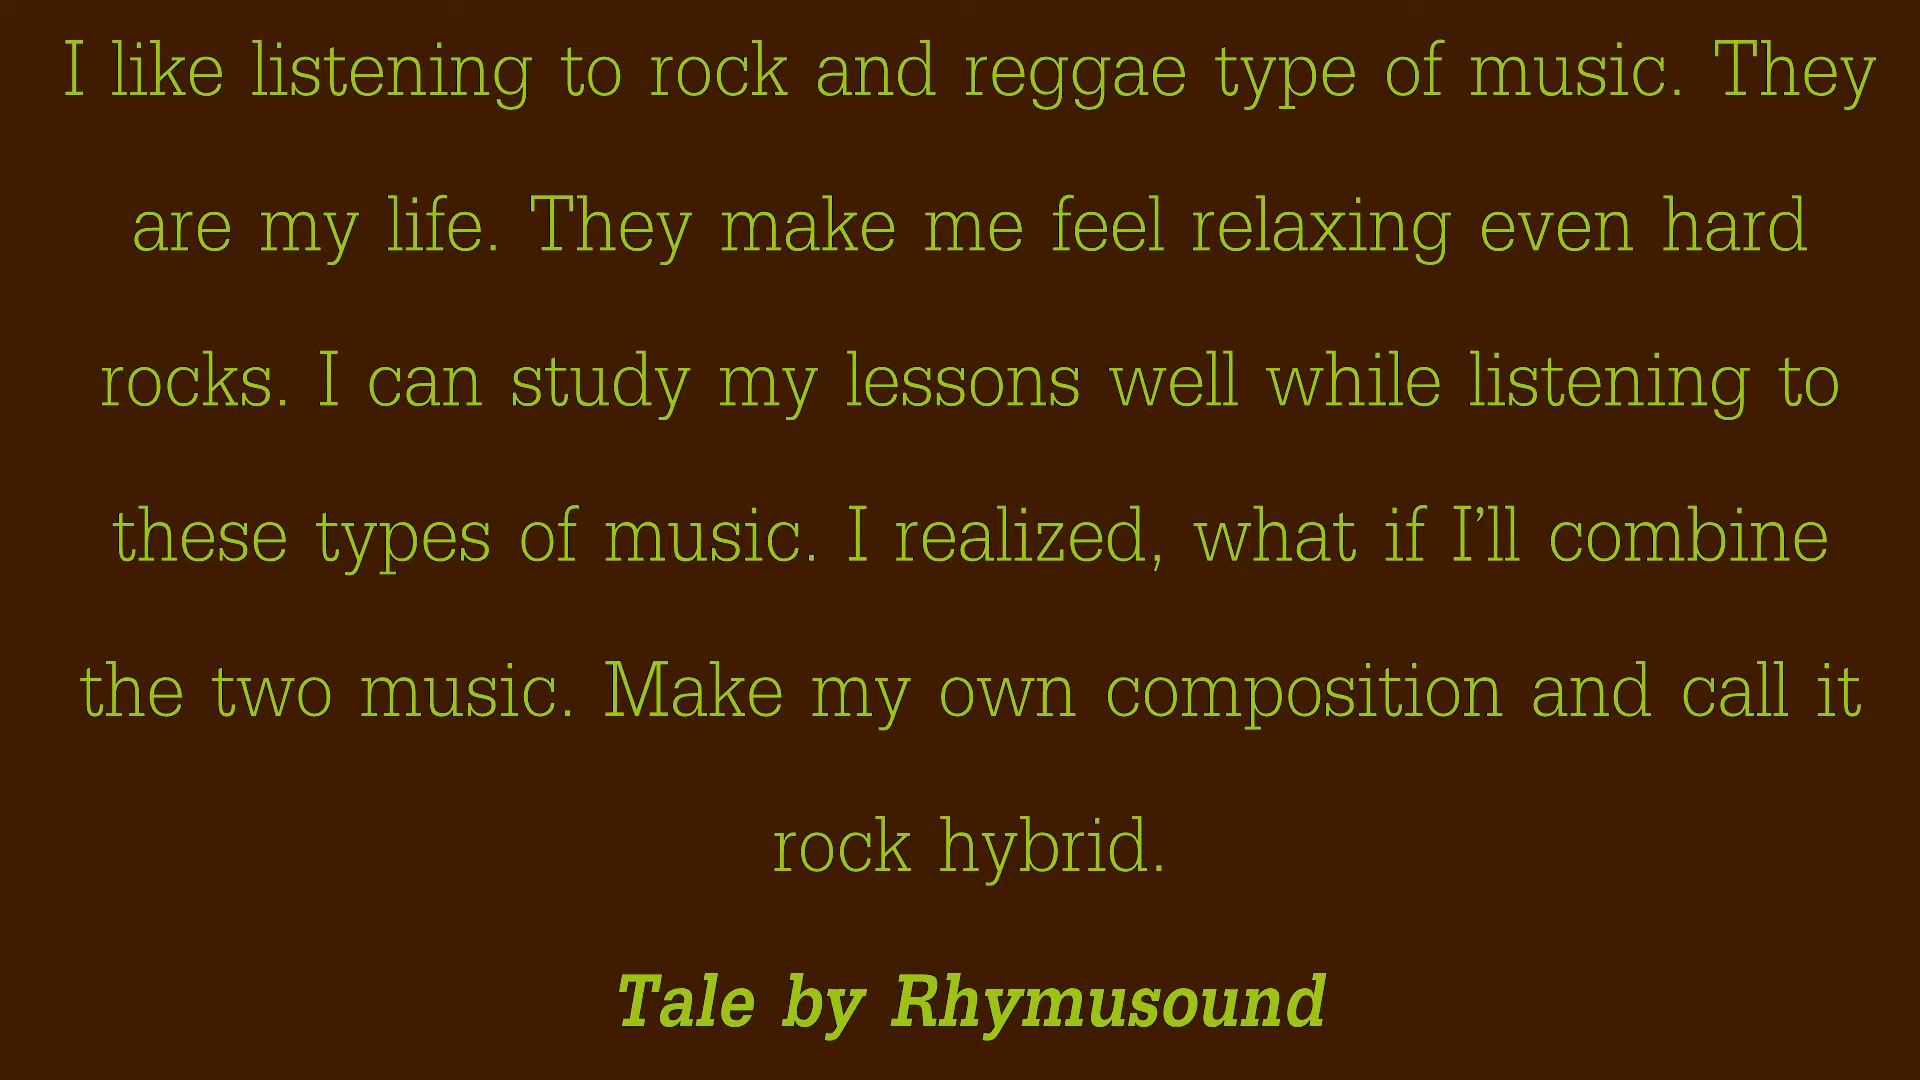 I like listening to rock and reggae type of music. They
are my life. They make me feel relaxing even hard
rocks. I can study my lessons well while listening to
these types of music. I realized, what if I’ll combine
the two music. Make my own composition and call it
rock hybrid.
Tale by Rhymusound